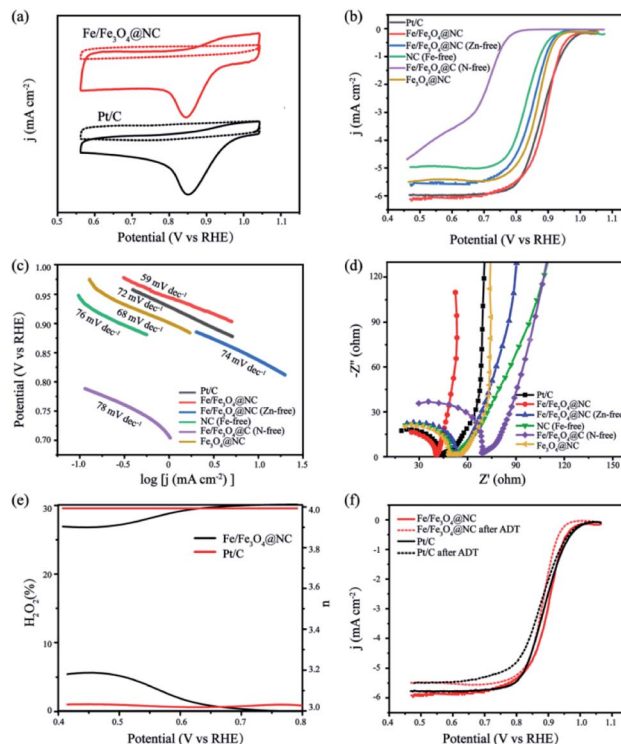 (a)
Fe/Fe3O4@NC
Pt/C
j (mA cm-2)
0.5 0.6 0.7 0.8 0.9 1.0 1.1
Potential (V vs RHE)
(b)
Pt/C
Fe/Fe3O4@NC
Fe/Fe3O4@NC (Zn-free)
NC (Fe-free)
Fe/Fe3O4@C (N-free)
Fe3O4@NC
j (mA cm-2)
0
-1
-2
-3
-4
-5
-6
0.4 0.5 0.6 0.7 0.8 0.9 1.0 1.1
Potential (V vs RHE)
(c)
59 mV dec-1
72 mV dec-1
68 mV dec-1
76 mV dec-1
74 mV dec-1
78 mV dec-1
Pt/C
Fe/Fe3O4@NC
Fe/Fe3O4@NC (Zn-free)
NC (Fe-free)
Fe/Fe3O4@C (N-free)
Fe3O4@NC
Potential (V vs RHE)
1.00
0.95
0.90
0.85
0.80
0.75
0.70
-1.0 -0.5 0.0 0.5 1.0 1.5
log [j (mA cm-2) ]
(d)
Pt/C
Fe/Fe3O4@NC
Fe/Fe3O4@NC (Zn-free)
NC (Fe-free)
Fe/Fe3O4@C (N-free)
Fe3O4@NC
-Z'' (ohm)
120
90
60
30
0
0 30 60 90 120 150
Z' (ohm)
(e)
Fe/Fe3O4@NC
Pt/C
H2O2(%)
30
20
10
0
4.0
3.8
3.6
3.4
3.2
3.0
n
0.4 0.5 0.6 0.7 0.8
Potential (V vs RHE)
(f)
Fe/Fe3O4@NC
Fe/Fe3O4@NC after ADT
Pt/C
Pt/C after ADT
j (mA cm-2)
0
-1
-2
-3
-4
-5
-6
0.4 0.5 0.6 0.7 0.8 0.9 1.0 1.1
Potential (V vs RHE)